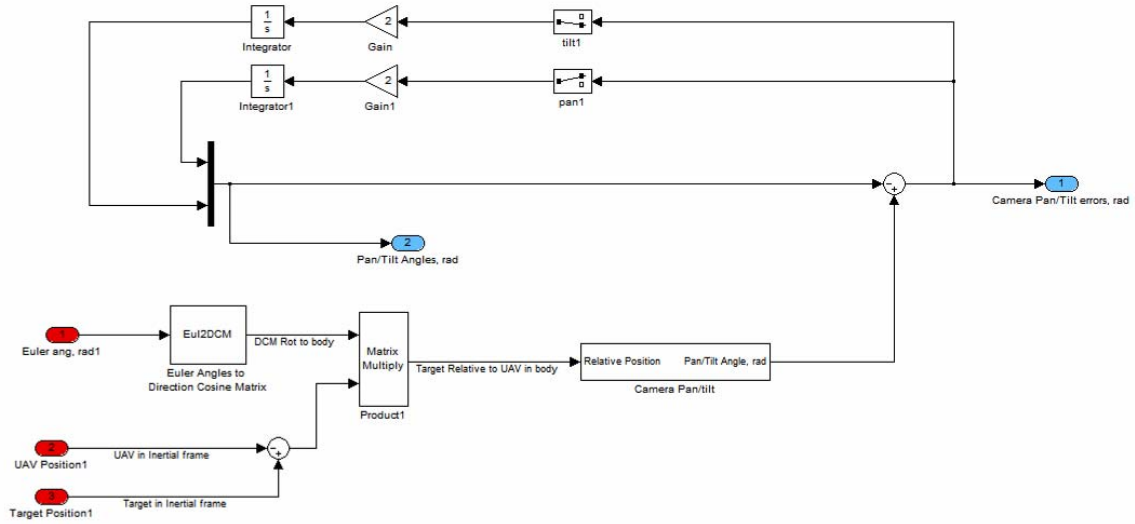 1
s
Integrator
2
Gain
tilt1
1
s
Integrator1
2
Gain1
pan1
1
Camera Pan/Tilt errors, rad
2
Pan/Tilt Angles, rad
1
Euler ang, rad1
Eul2DCM
Euler Angles to
Direction Cosine Matrix
DCM Rot to body
Matrix
Multiply
Product1
Target Relative to UAV in body
Relative Position
Pan/Tilt Angle, rad
Camera Pan/tilt
2
UAV Position1
UAV in Inertial frame
3
Target Position1
Target in Inertial frame